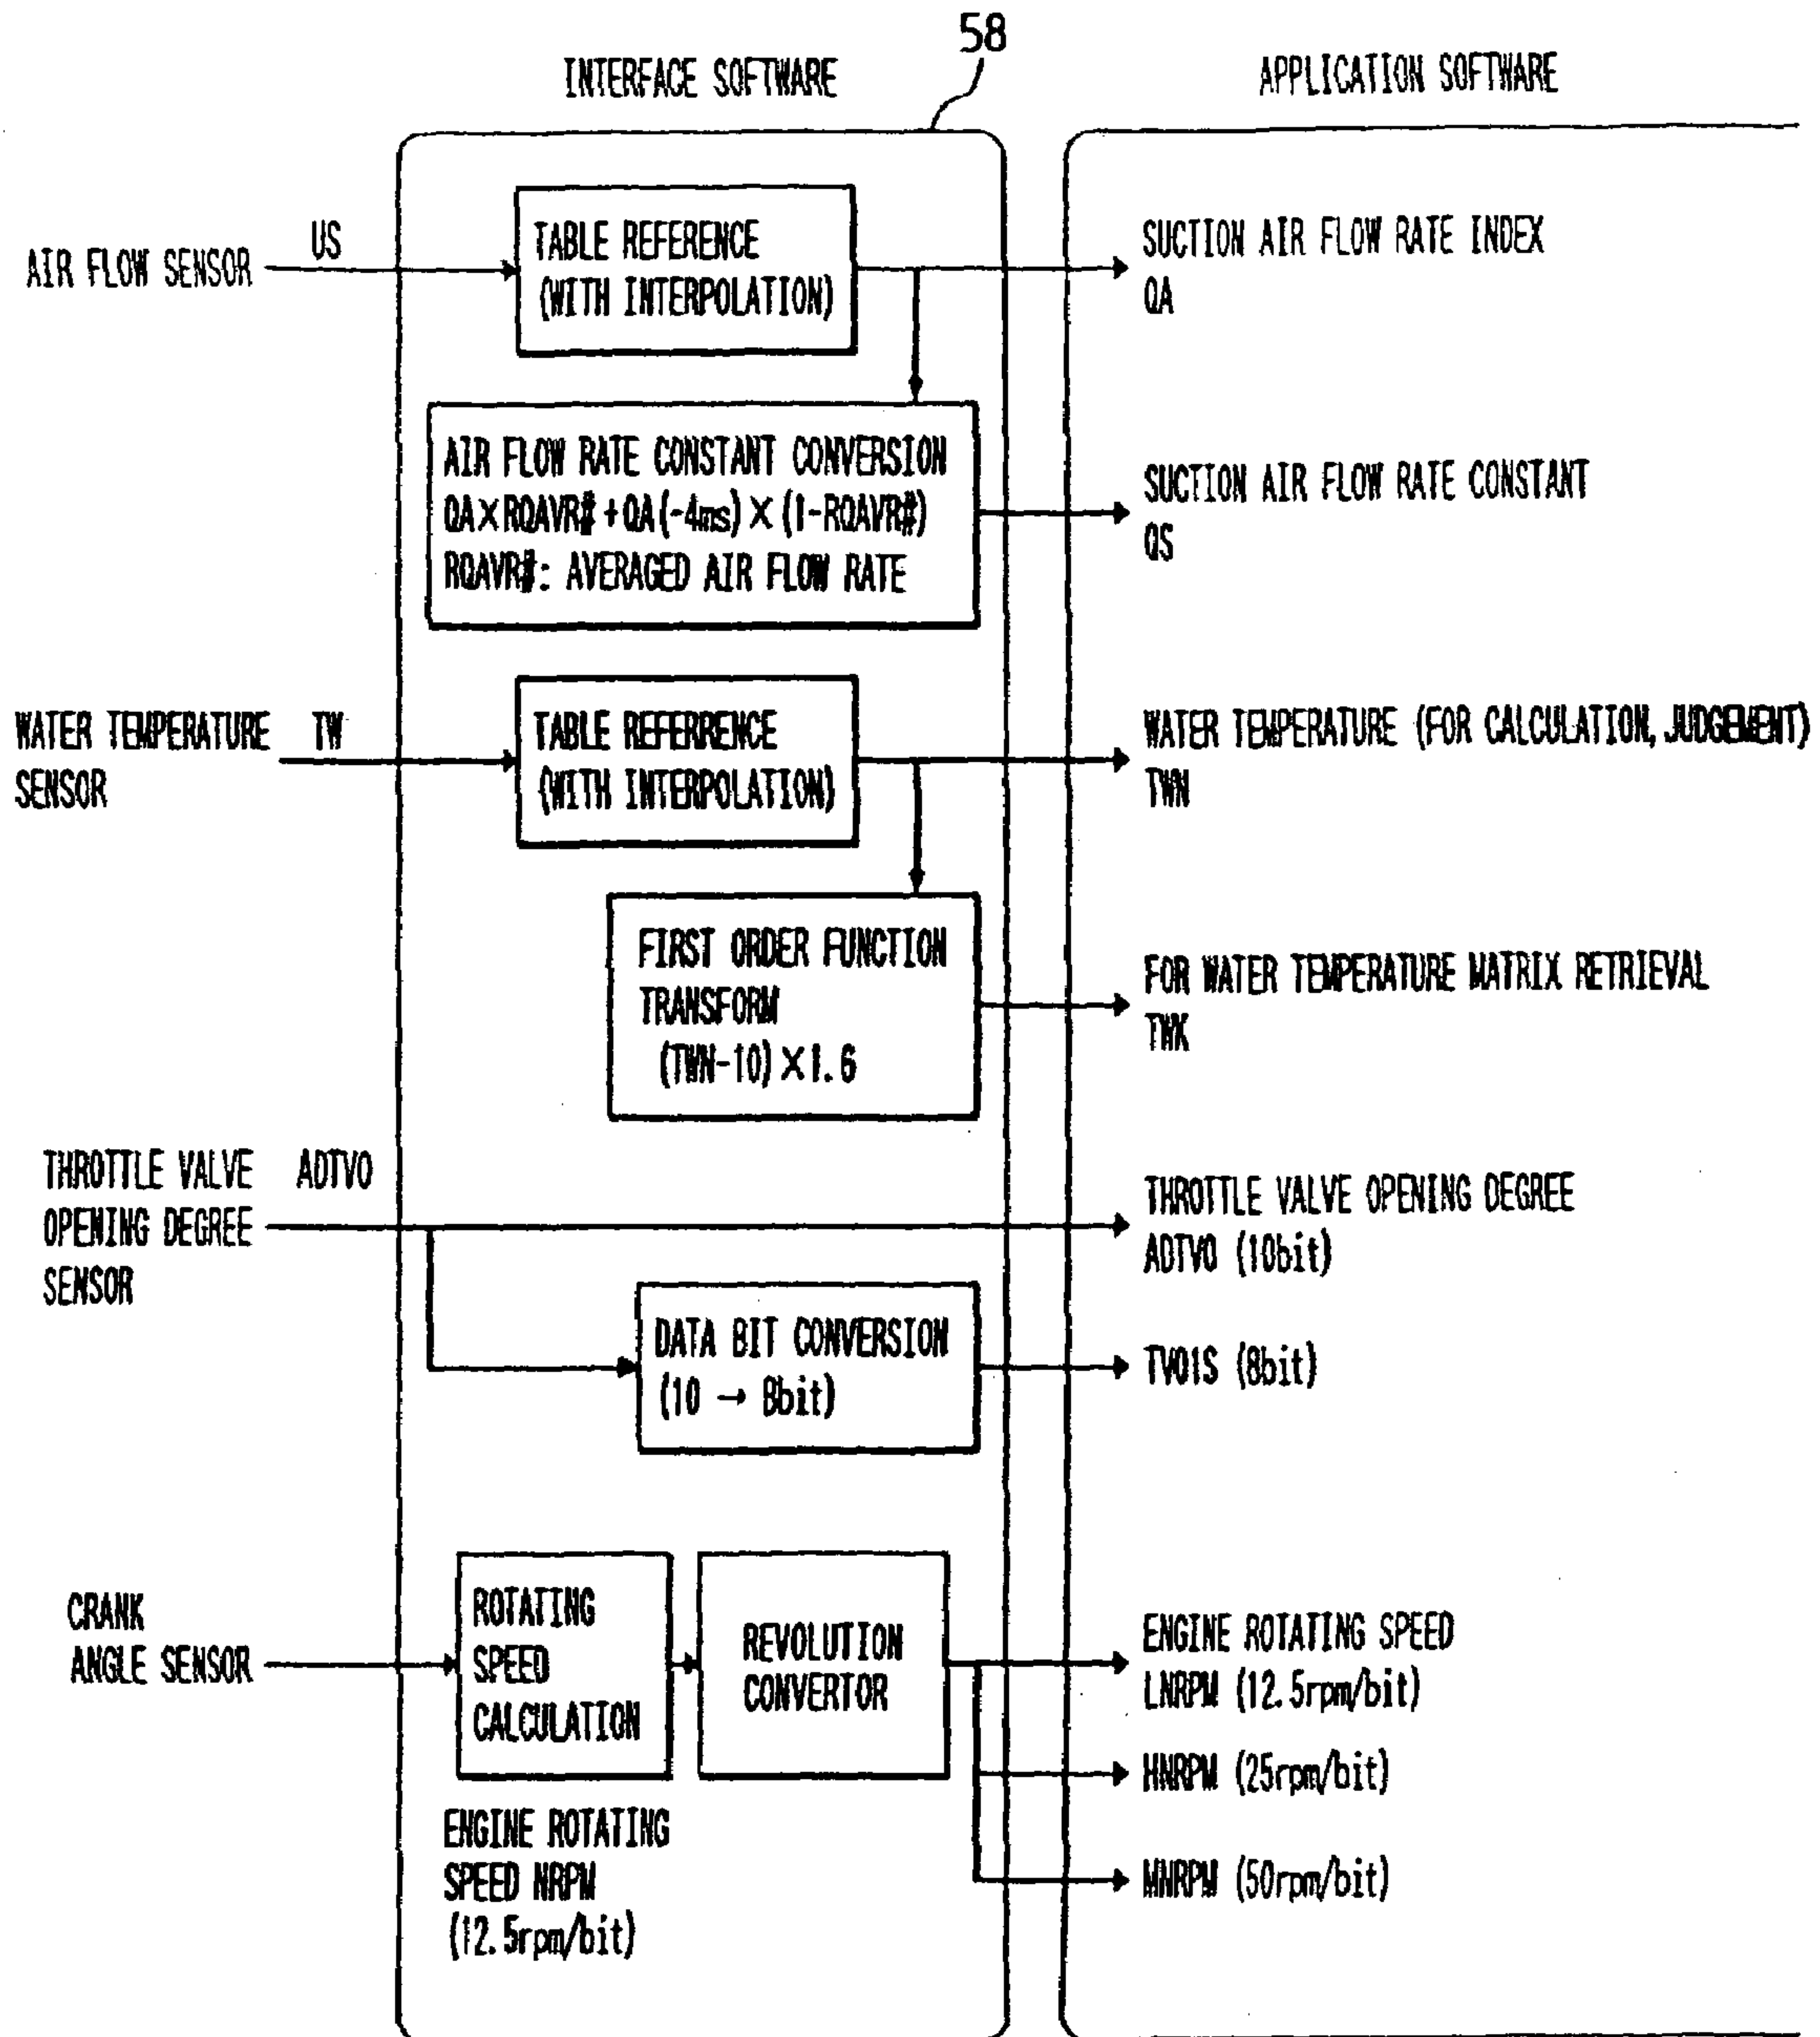 58
INTERFACE SOFTWARE
APPLICATION SOFTWARE
AIR FLOW SENSOR
US
TABLE REFERENCE
(WITH INTERPOLATION)
SUCTION AIR FLOW RATE INDEX
QA
AIR FLOW RATE CONSTANT CONVERSION
QA×RQAVR#+QA(-4ms)×(1-RQAVR#)
RQAVR#: AVERAGED AIR FLOW RATE
SUCTION AIR FLOW RATE CONSTANT
QS
WATER TEMPERATURE
SENSOR
TW
TABLE REFERRENCE
(WITH INTERPOLATION)
WATER TEMPERATURE (FOR CALCULATION, JUDGEMENT)
TWN
FIRST ORDER FUNCTION
TRANSFORM
(TWN-10)×1.6
FOR WATER TEMPERATURE MATRIX RETRIEVAL
TWK
THROTTLE VALVE
OPENING DEGREE
SENSOR
ADTVO
THROTTLE VALVE OPENING DEGREE
ADTVO (10bit)
DATA BIT CONVERSION
(10 → 8bit)
TVO1S (8bit)
CRANK
ANGLE SENSOR
ROTATING
SPEED
CALCULATION
REVOLUTION
CONVERTOR
ENGINE ROTATING SPEED
LNRPM (12.5rpm/bit)
HNRPM (25rpm/bit)
MNRPM (50rpm/bit)
ENGINE ROTATING
SPEED NRPM
(12.5rpm/bit)